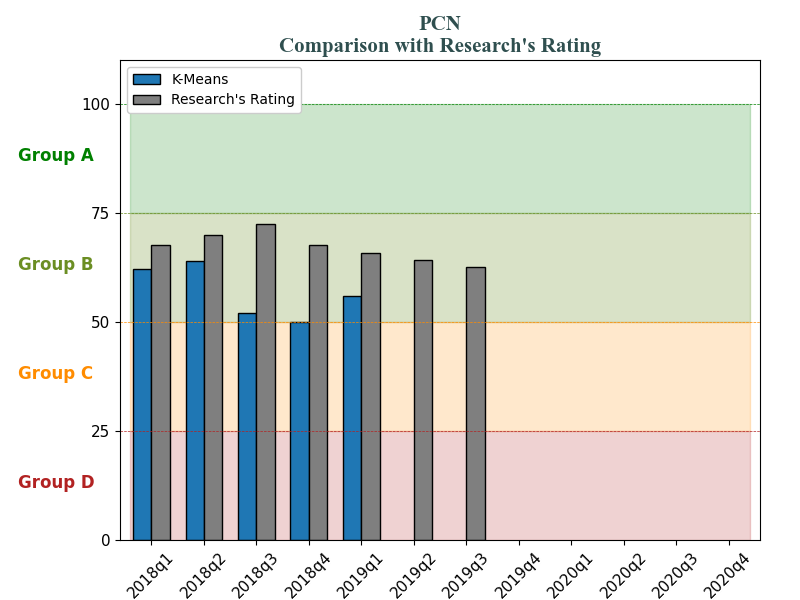 PCN
Comparison with Research's Rating
K-Means
Research's Rating
100
Group A
75
Group B
50
Group C
25
Group D
0
2018q1
2018q2
2018q3
2018q4
2019q1
2019q2
2019q3
2019q4
2020q1
2020q2
2020q3
2020q4